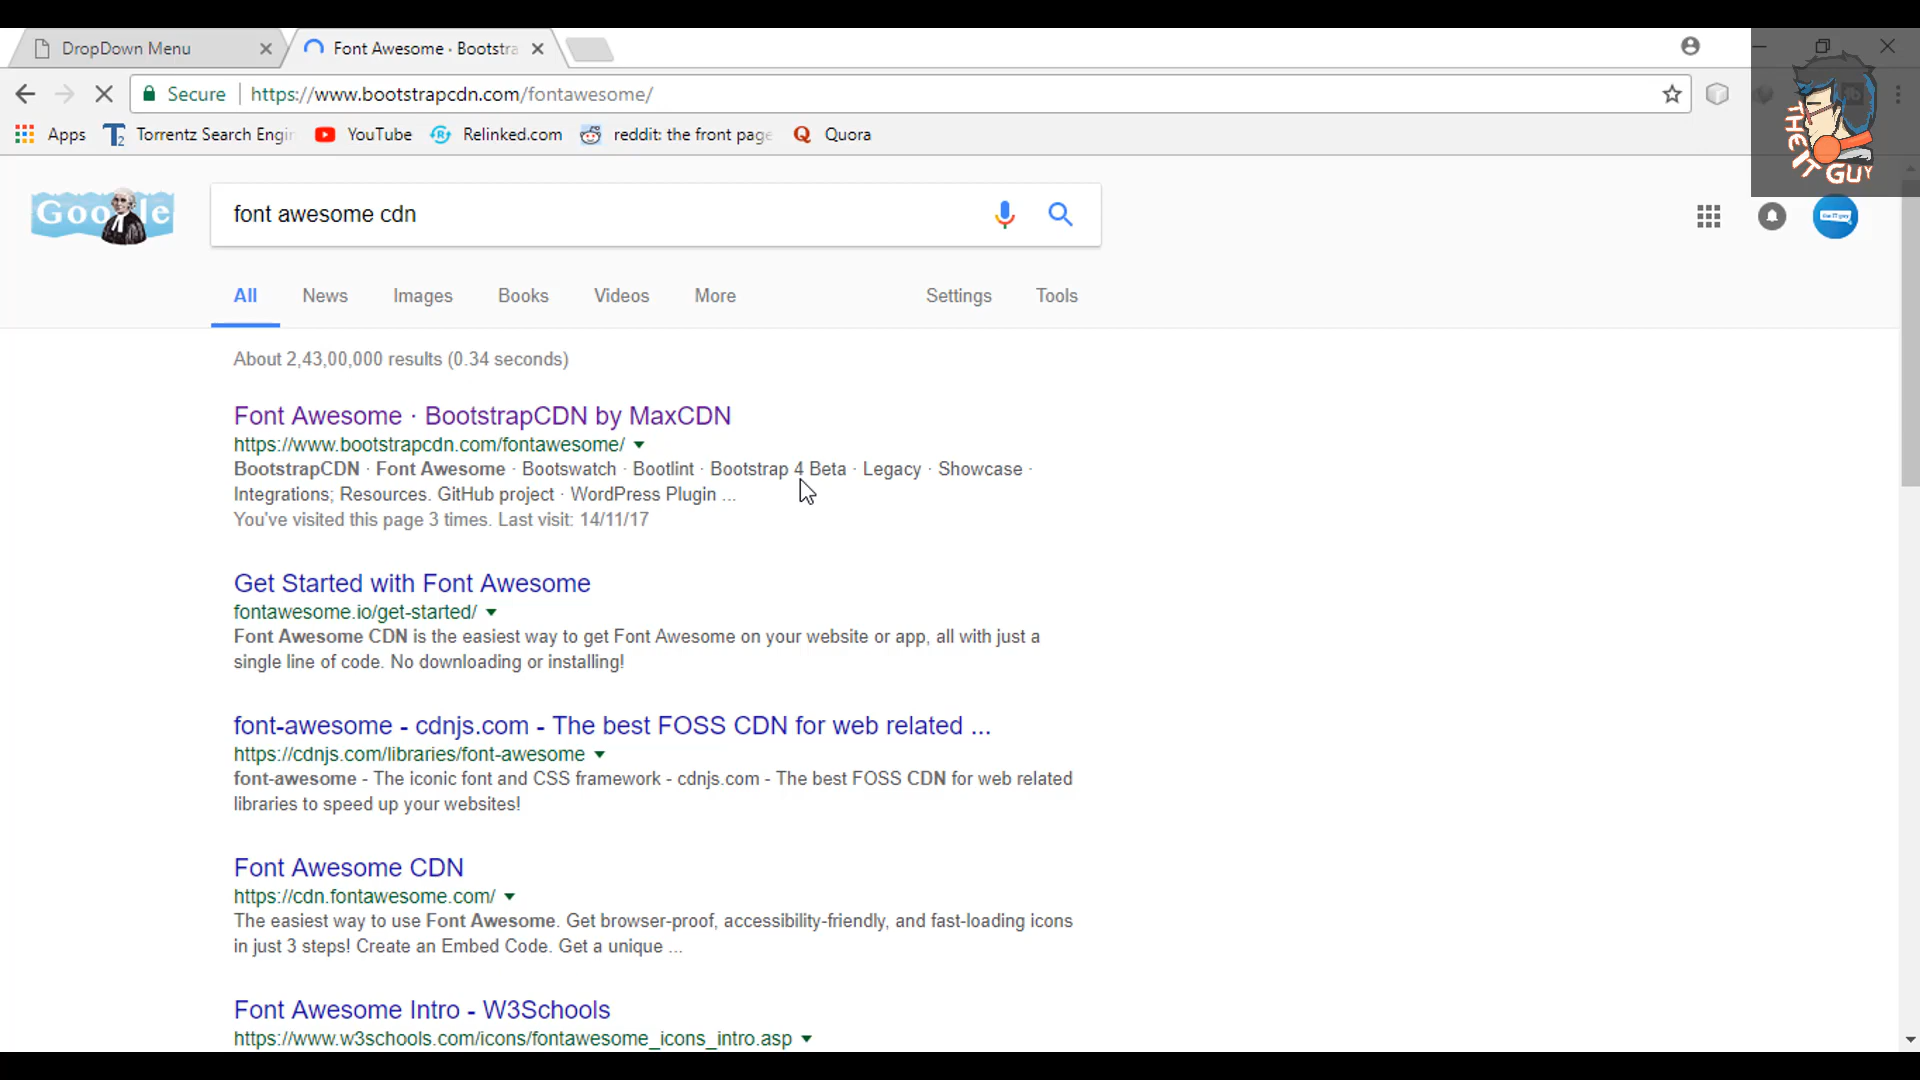 DropDown Menu
Font Awesome · Bootstra
Secure
https://www.bootstrapcdn.com/fontawesome/
Apps
Torrentz Search Engin
YouTube
Relinked.com
reddit: the front page
Quora
THE IT GUY
Google
font awesome cdn
the IT guy
All
News
Images
Books
Videos
More
Settings
Tools
About 2,43,00,000 results (0.34 seconds)
Font Awesome · BootstrapCDN by MaxCDN
https://www.bootstrapcdn.com/fontawesome/
BootstrapCDN · Font Awesome · Bootswatch · Bootlint · Bootstrap 4 Beta · Legacy · Showcase ·
Integrations; Resources. GitHub project · WordPress Plugin ...
You've visited this page 3 times. Last visit: 14/11/17
Get Started with Font Awesome
fontawesome.io/get-started/
Font Awesome CDN is the easiest way to get Font Awesome on your website or app, all with just a
single line of code. No downloading or installing!
font-awesome - cdnjs.com - The best FOSS CDN for web related ...
https://cdnjs.com/libraries/font-awesome
font-awesome - The iconic font and CSS framework - cdnjs.com - The best FOSS CDN for web related
libraries to speed up your websites!
Font Awesome CDN
https://cdn.fontawesome.com/
The easiest way to use Font Awesome. Get browser-proof, accessibility-friendly, and fast-loading icons
in just 3 steps! Create an Embed Code. Get a unique ...
Font Awesome Intro - W3Schools
https://www.w3schools.com/icons/fontawesome_icons_intro.asp